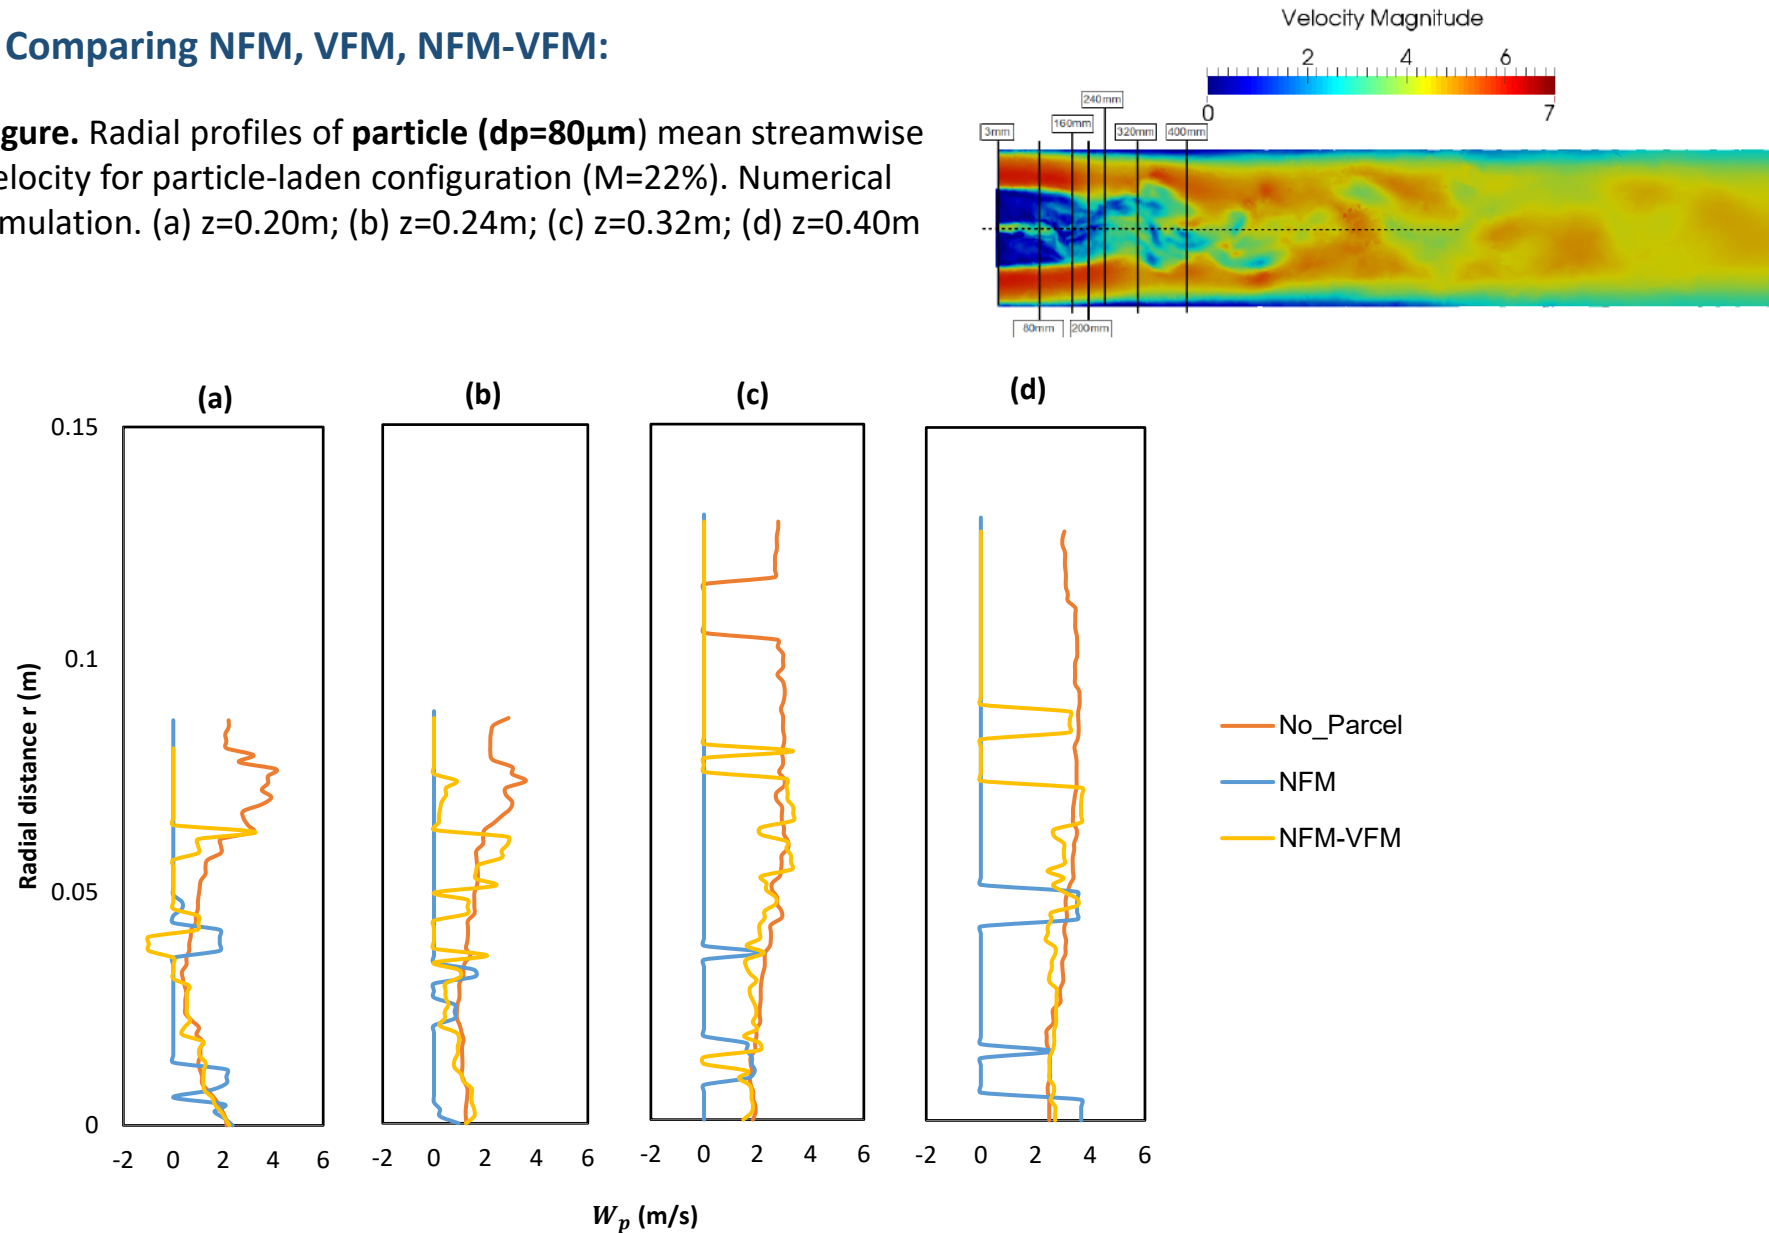 Comparing NFM, VFM, NFM-VFM:
igure. Radial profiles of particle (dp=80µm) mean streamwise
elocity for particle-laden configuration (M=22%). Numerical
mulation. (a) z=0.20m; (b) z=0.24m; (c) z=0.32m; (d) z=0.40m
Velocity Magnitude
2 4 6
0 7
240mm
3mm 160mm 320mm 400mm
80mm 200mm
(a) (b) (c) (d)
0.15
0.1
0.05
0
Radial distance r (m)
-2 0 2 4 6 -2 0 2 4 6 -2 0 2 4 6 -2 0 2 4 6
Wp (m/s)
No_Parcel
NFM
NFM-VFM